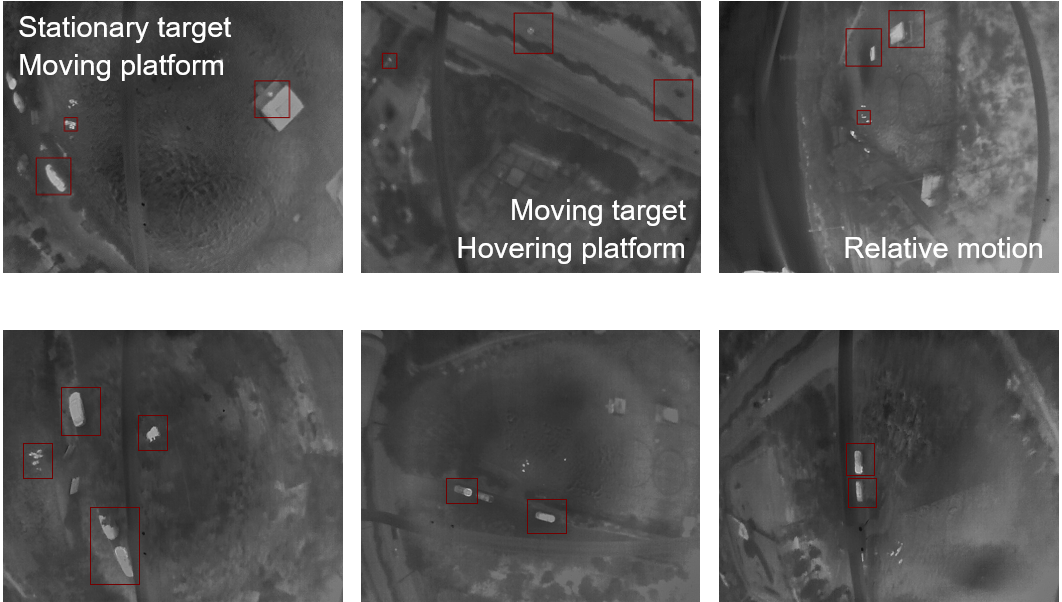 Stationary target
Moving platform
Moving target
Hovering platform
Relative motion